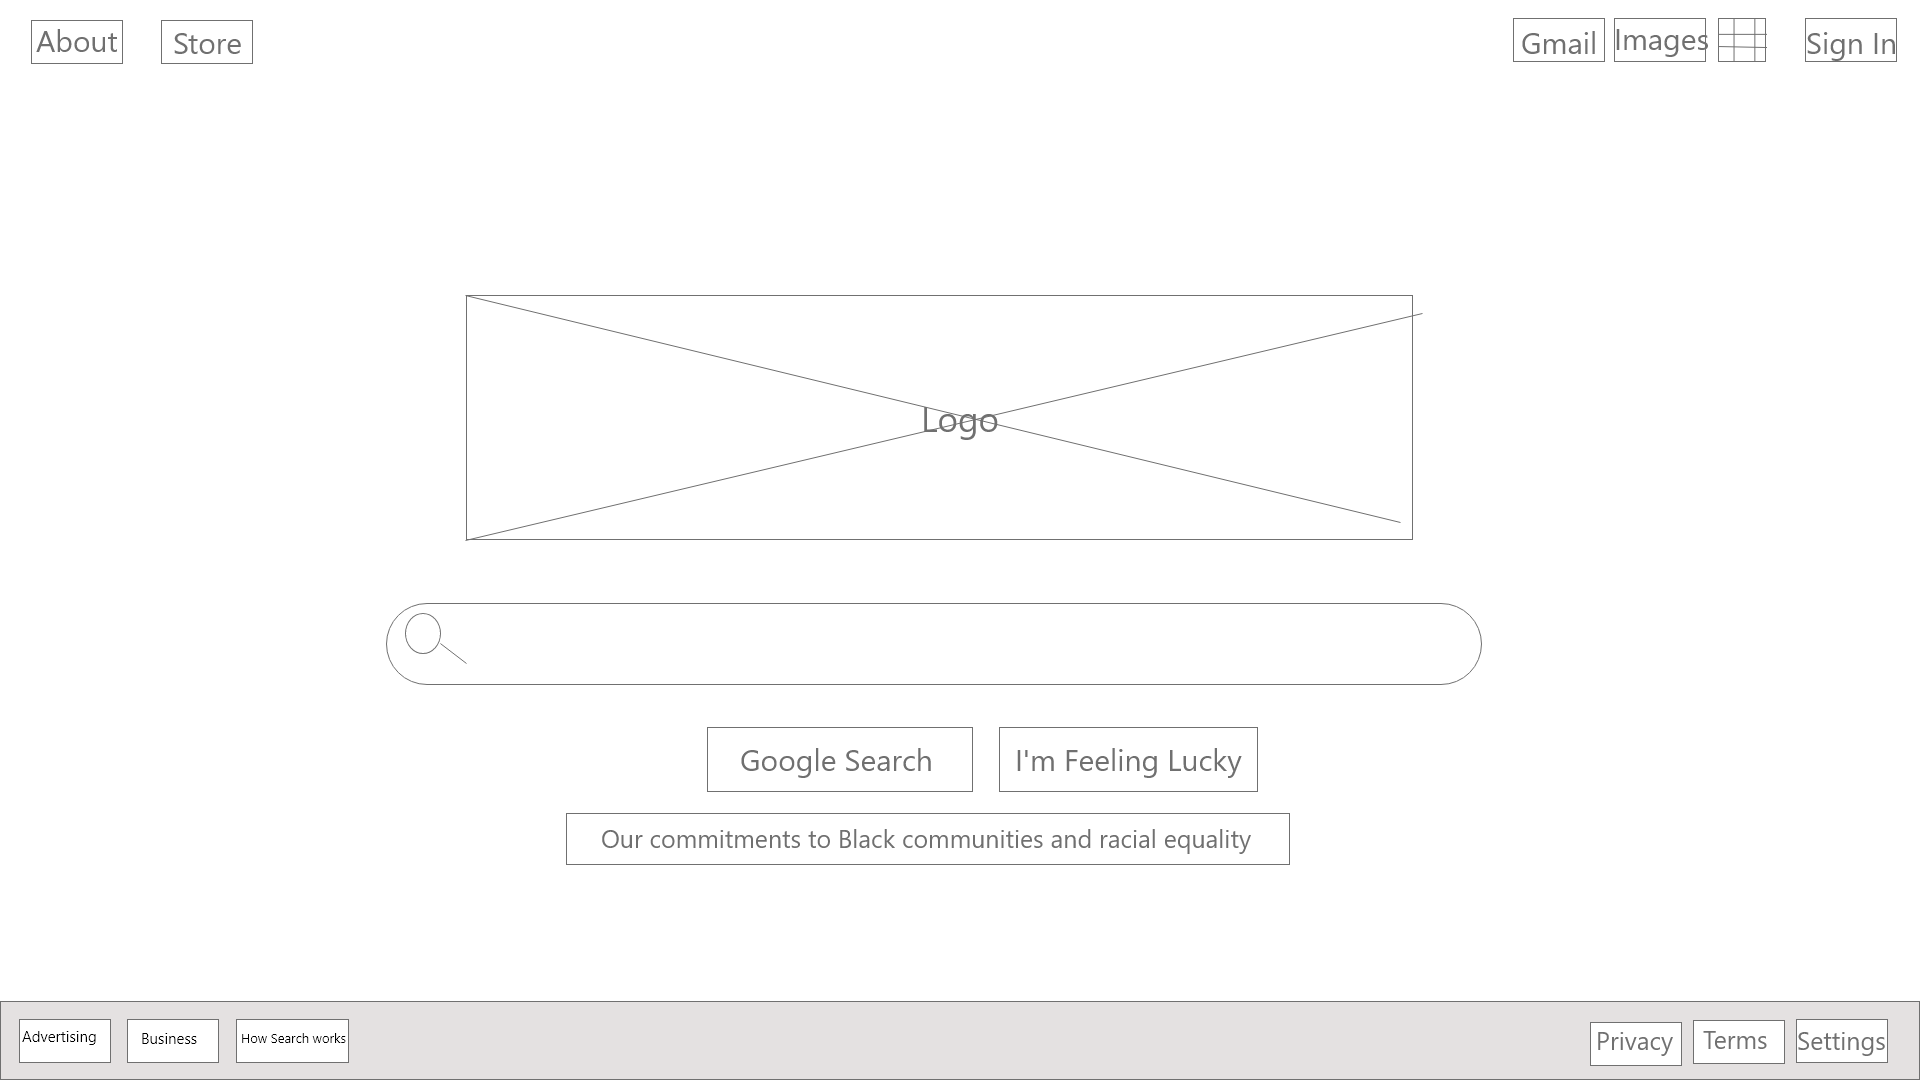 About
Store
Gmail
Images
Sign In
Logo
Google Search
I'm Feeling Lucky
Our commitments to Black communities and racial equality
Advertising
Business
How Search works
Privacy
Terms
Settings